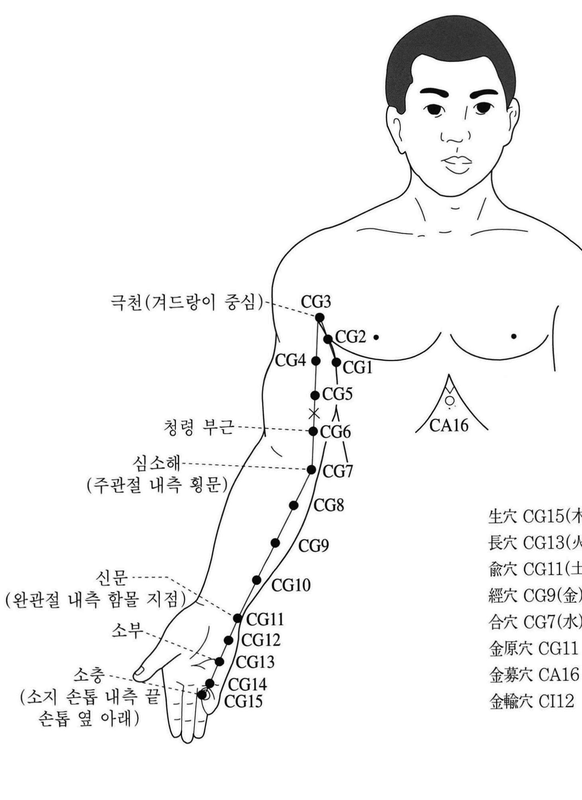 극천(겨드랑이 중심)
CG3
CG2
CG4
CG1
CG5
청령 부근
CG6
CA16
심소해
(주관절 내측 횡문)
CG7
CG8
CG9
CG10
신문
(완관절 내측 함몰 지점)
CG11
소부
CG12
CG13
소충
(소지 손톱 내측 끝
손톱 옆 아래)
CG14
CG15
生穴 CG15(木
長穴 CG13(火
兪穴 CG11(土
經穴 CG9(金)
合穴 CG7(水)
金原穴 CG11
金募穴 CA16
金輸穴 CI12